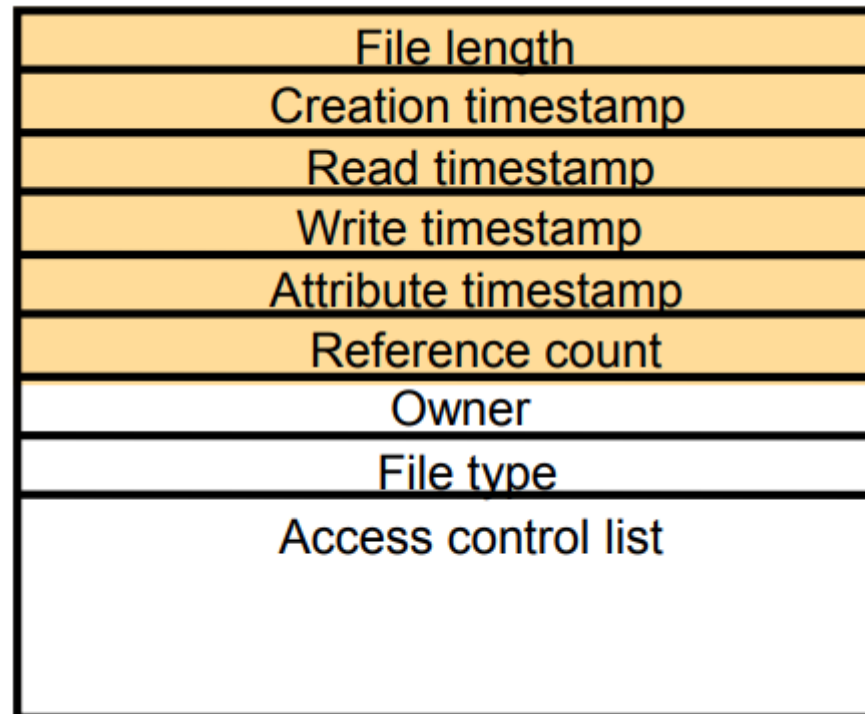 File length
Creation timestamp
Read timestamp
Write timestamp
Attribute timestamp
Reference count
Owner
File type
Access control list